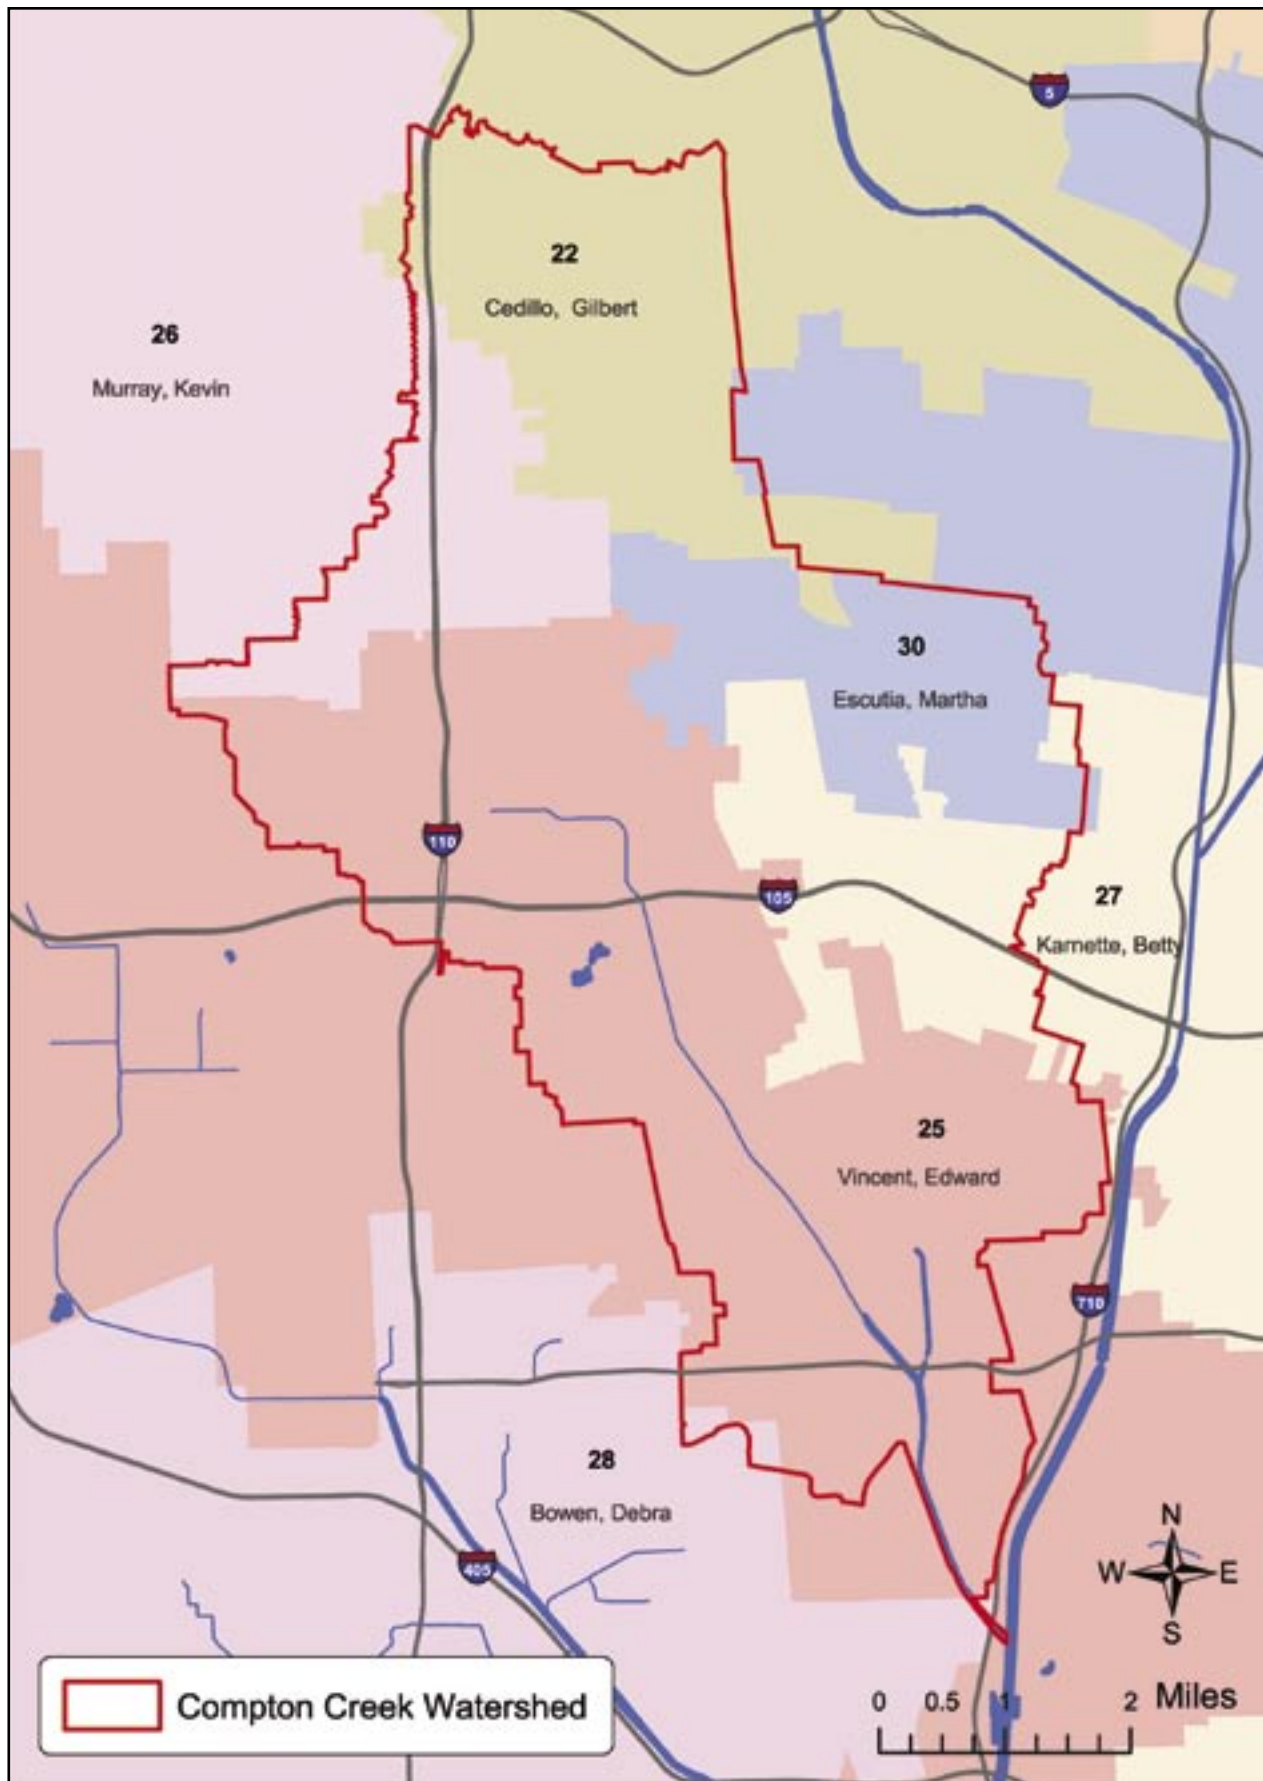 5
22
Cedillo, Gilbert
26
Murray, Kevin
30
Escutia, Martha
110
105
27
Karnette, Betty
25
Vincent, Edward
710
28
Bowen, Debra
405
N
W E
S
Compton Creek Watershed
0 0.5 1 2 Miles